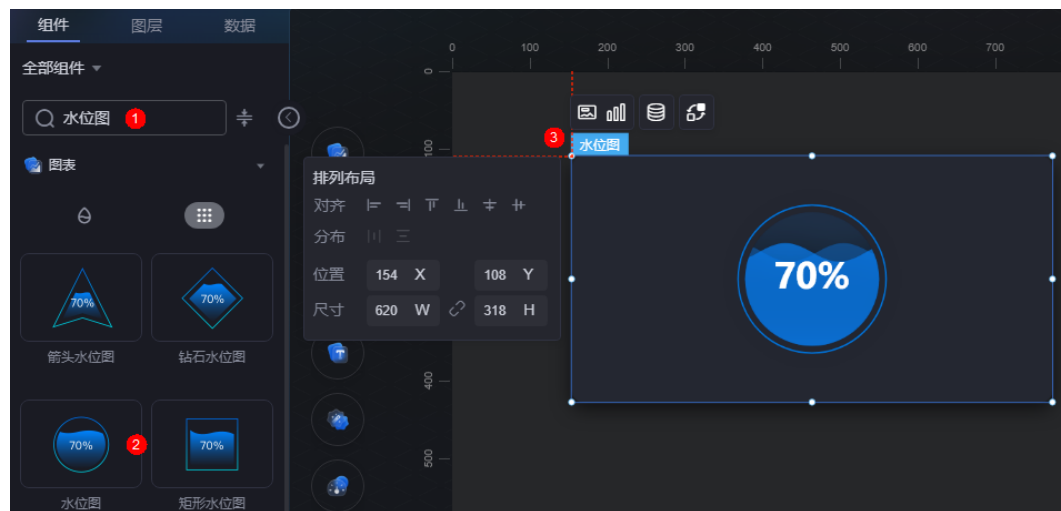 组件 图层 数据
全部组件
水位图 1
图表
70%
箭头水位图
70%
钻石水位图
70%
2
水位图
70%
矩形水位图
0 100 200 300 400 500 600 700
0
100
400
500
排列布局
对齐
分布
位置 154 X 108 Y
尺寸 620 W 318 H
T
3
水位图
70%